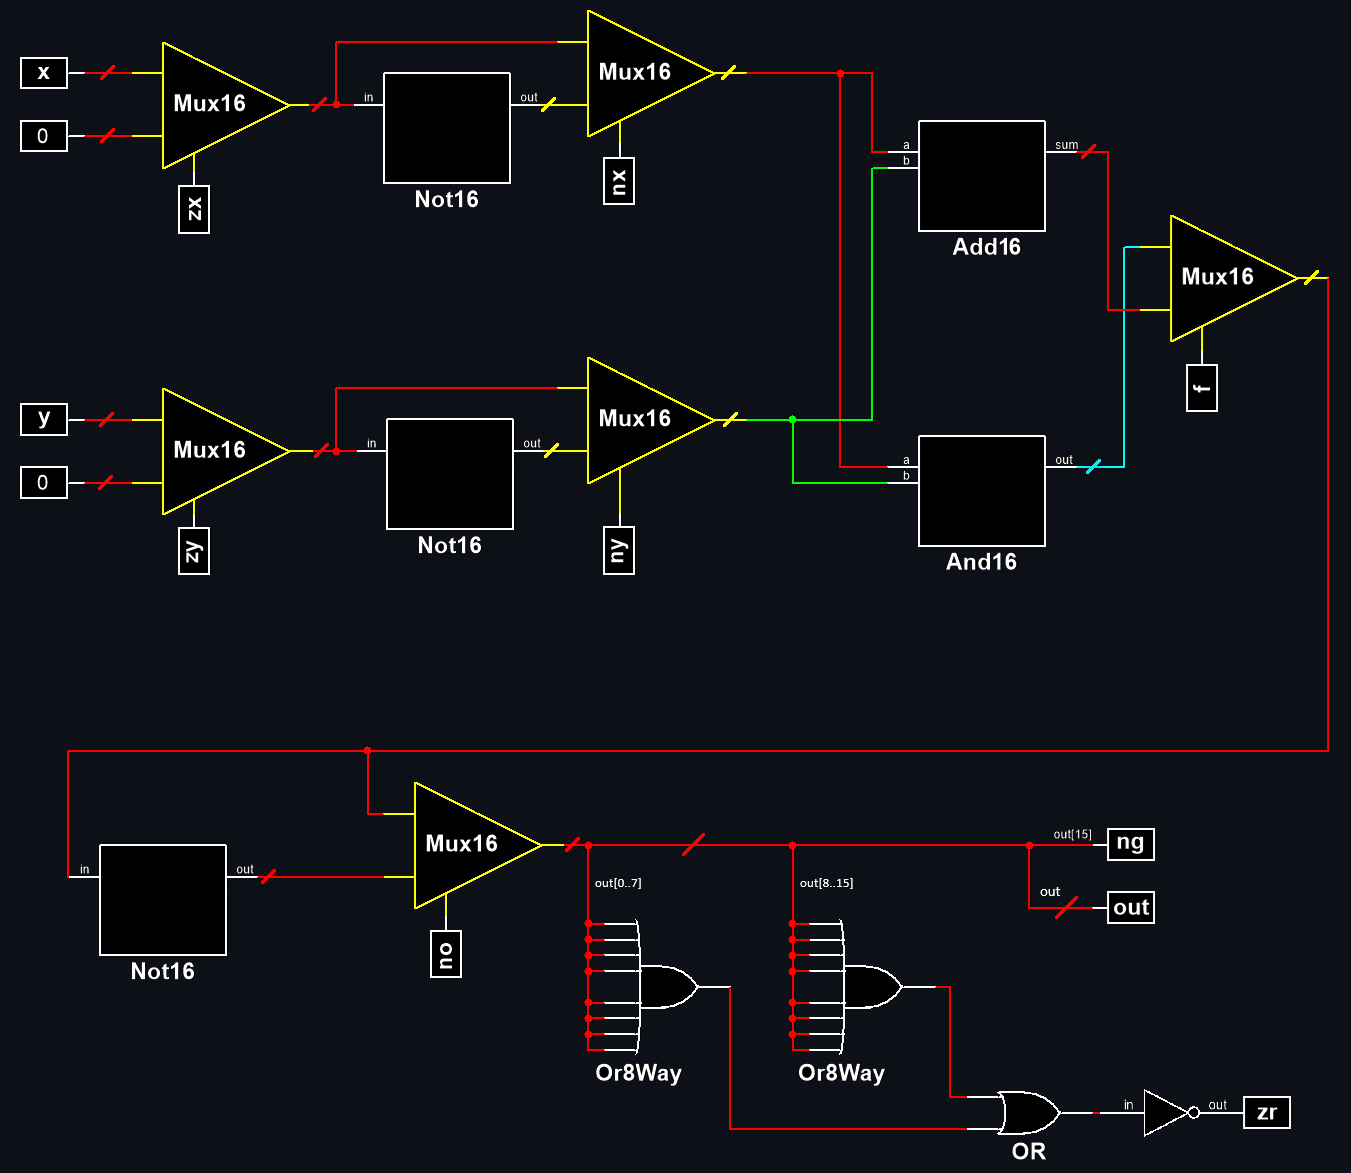 x
0
Mux16
zx
in
out
Not16
Mux16
nx
a
b
sum
Add16
Mux16
f
y
0
Mux16
zy
in
out
Not16
Mux16
ny
a
b
out
And16
in
out
Not16
Mux16
no
out[0..7]
Or8Way
out[8..15]
Or8Way
out[15]
ng
out
out
OR
in
out
zr